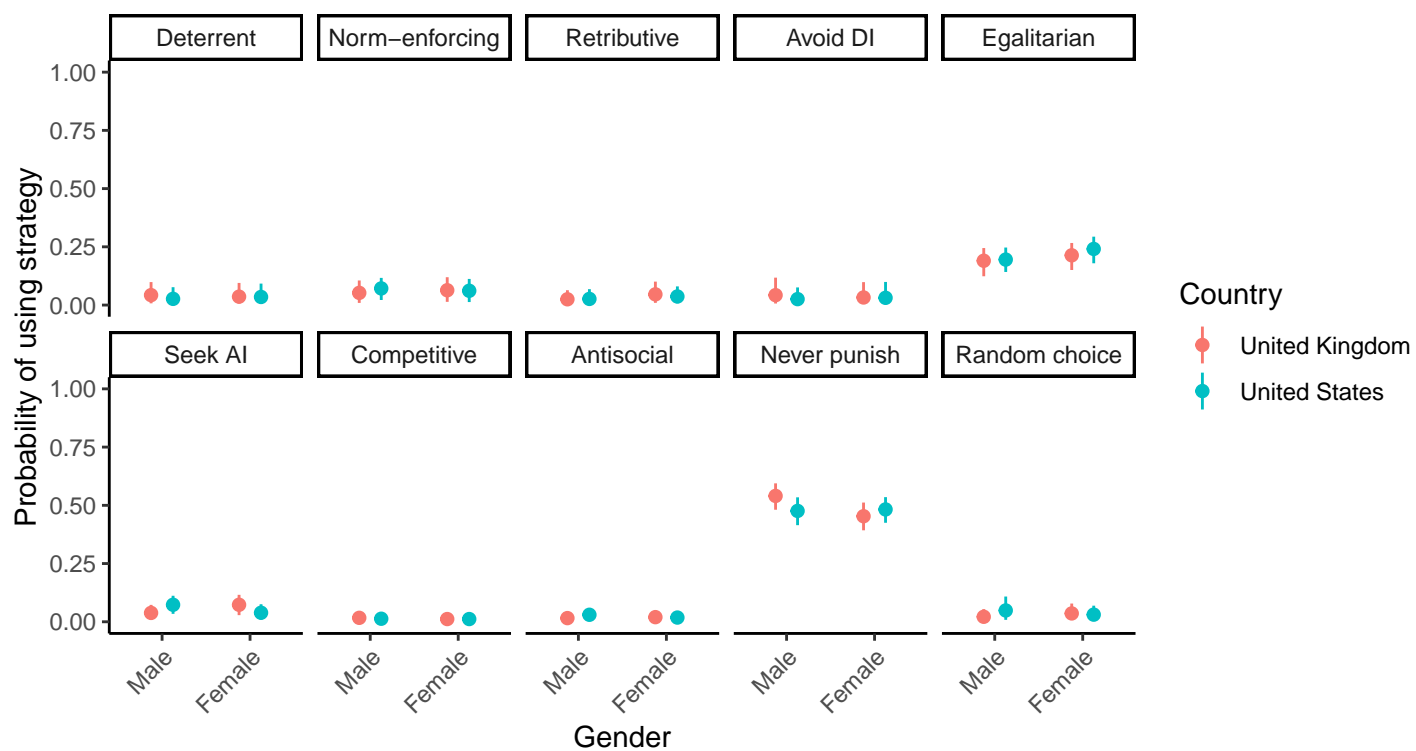 Deterrent
Norm−enforcing
Retributive
Avoid DI
Egalitarian
1.00
0.75
0.50
0.25
0.00
Seek AI
Competitive
Antisocial
Never punish
Random choice
1.00
0.75
0.50
0.25
0.00
Male
Female
Male
Female
Male
Female
Male
Female
Male
Female
Gender
Probability of using strategy
Country
United Kingdom
United States